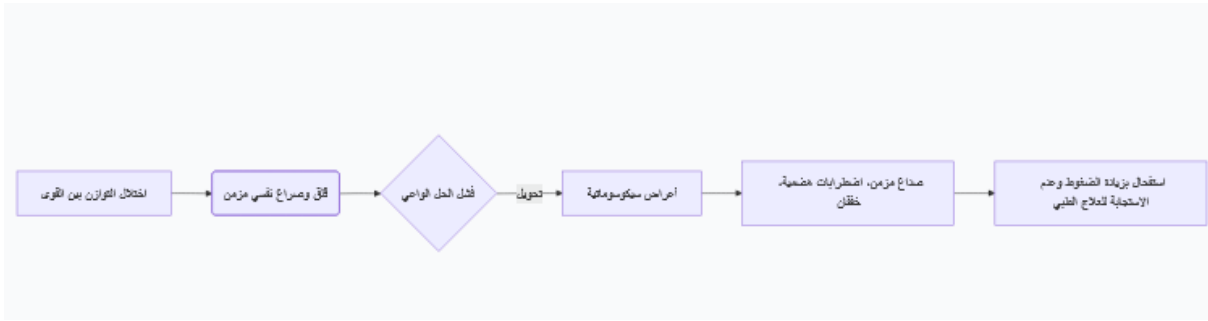 اختلال التوازن بين القوى
قلق وصراع نفسي مزمن
فشل الحل الواعي
تحويل
أعراض سيكوسوماتية
صداع مزمن، اضطرابات هضمية،
خفقان
استفحال بزيادة الضغوط وعدم
الاستجابة للعلاج الطبي